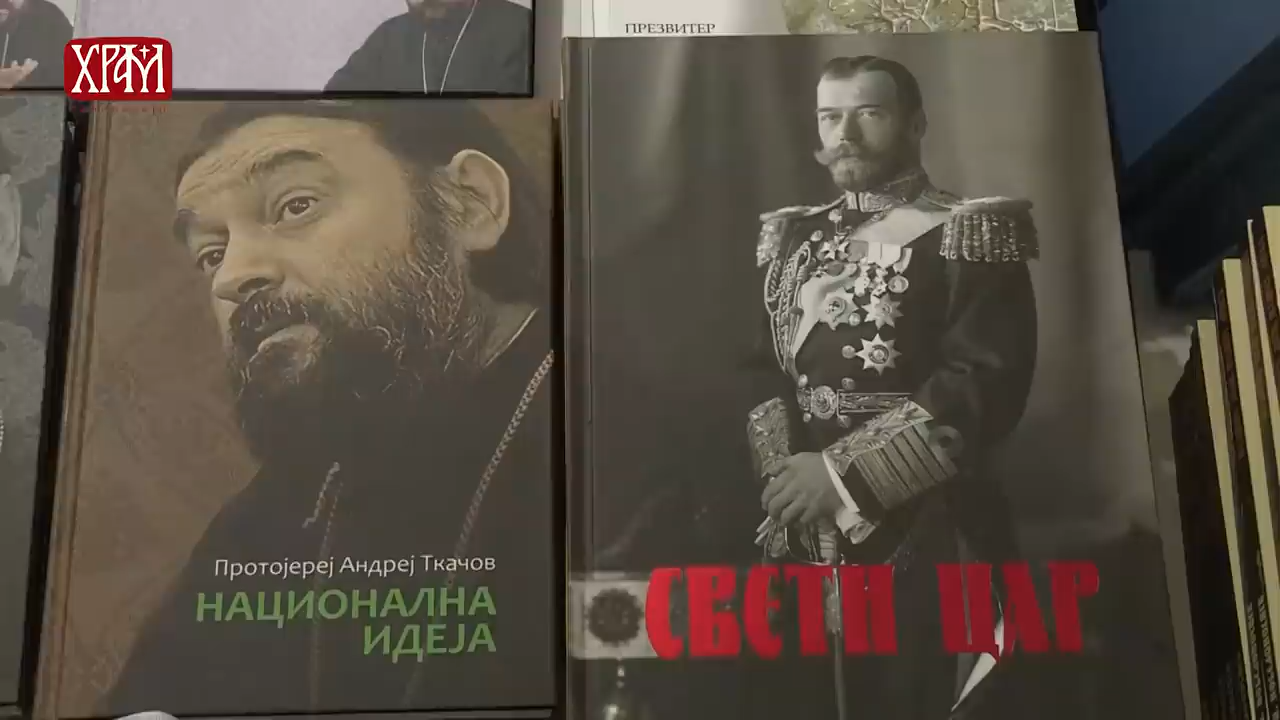 ХРАМ
ПРЕЗВИТЕР
Протојереј Андреј Ткачов
НАЦИОНАЛНА
ИДЕЈА
СВЕТИ ЦАР